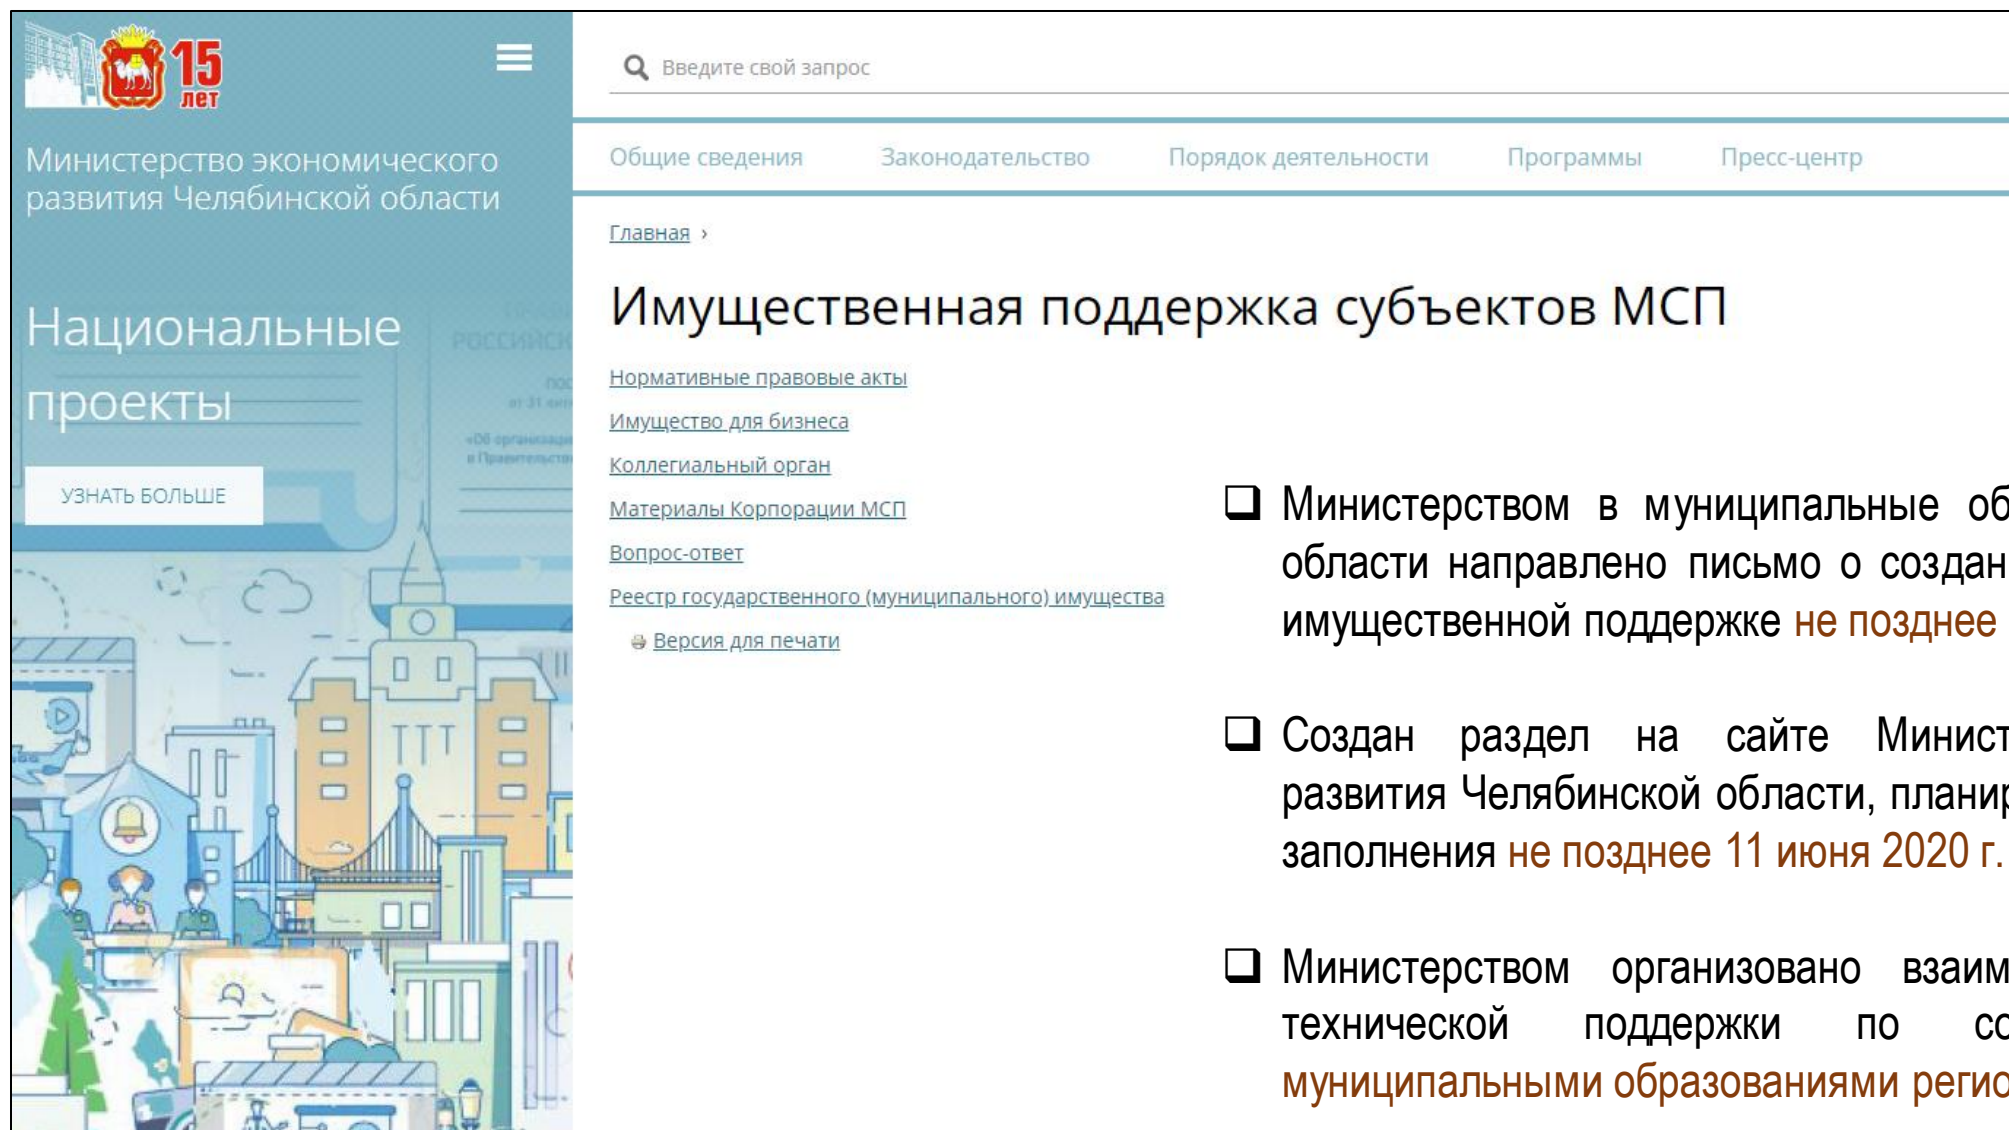 15
лет
Министерство экономического
развития Челябинской области
Национальные
проекты
УЗНАТЬ БОЛЬШЕ
Введите свой запрос
Общие сведения Законодательство Порядок деятельности Программы Пресс-центр
Главная ›
Имущественная поддержка субъектов МСП
Нормативные правовые акты
Имущество для бизнеса
Коллегиальный орган
Материалы Корпорации МСП
Вопрос-ответ
Реестр государственного (муниципального) имущества
Версия для печати
Министерством в муниципальные об
области направлено письмо о создан
имущественной поддержке не позднее
Создан раздел на сайте Минист
развития Челябинской области, плани
заполнения не позднее 11 июня 2020 г.
Министерством организовано взаим
технической поддержки по со
муниципальными образованиями регио